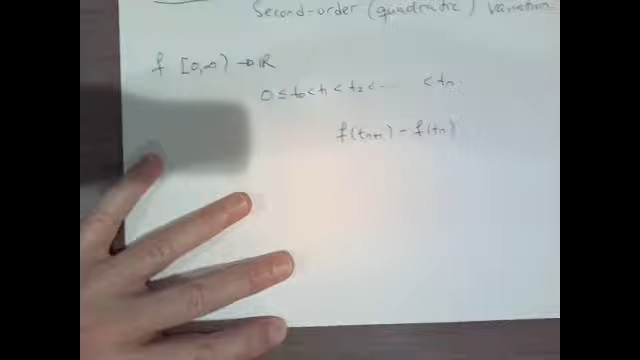 Second-order (quadratic) variation
f [0,∞) → ℝ
0 ≤ t₀ < t₁ < t₂ < ... < tₙ
f(tₙ₊₁) - f(tₙ)